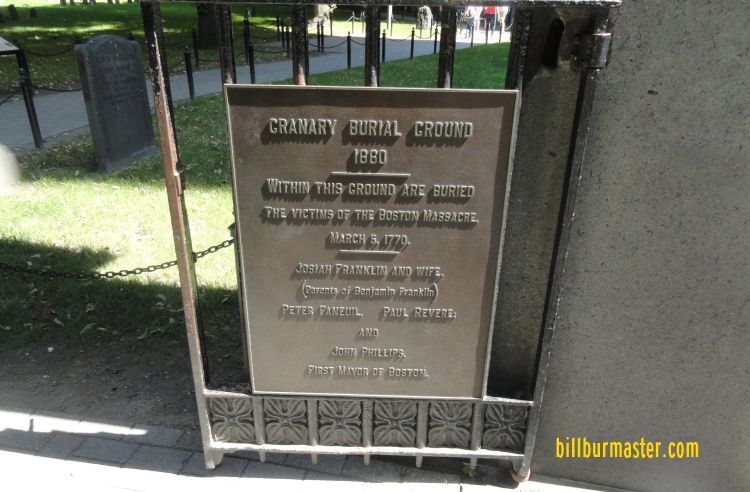 GRANARY BURIAL GROUND
1660
WITHIN THIS GROUND ARE BURIED
THE VICTIMS OF THE BOSTON MASSACRE,
MARCH 5, 1770.
JOSIAH FRANKLIN AND WIFE,
(Parents of Benjamin Franklin)
PETER FANEUIL, PAUL REVERE;
AND
JOHN PHILLIPS,
FIRST MAYOR OF BOSTON.
billburmaster.com